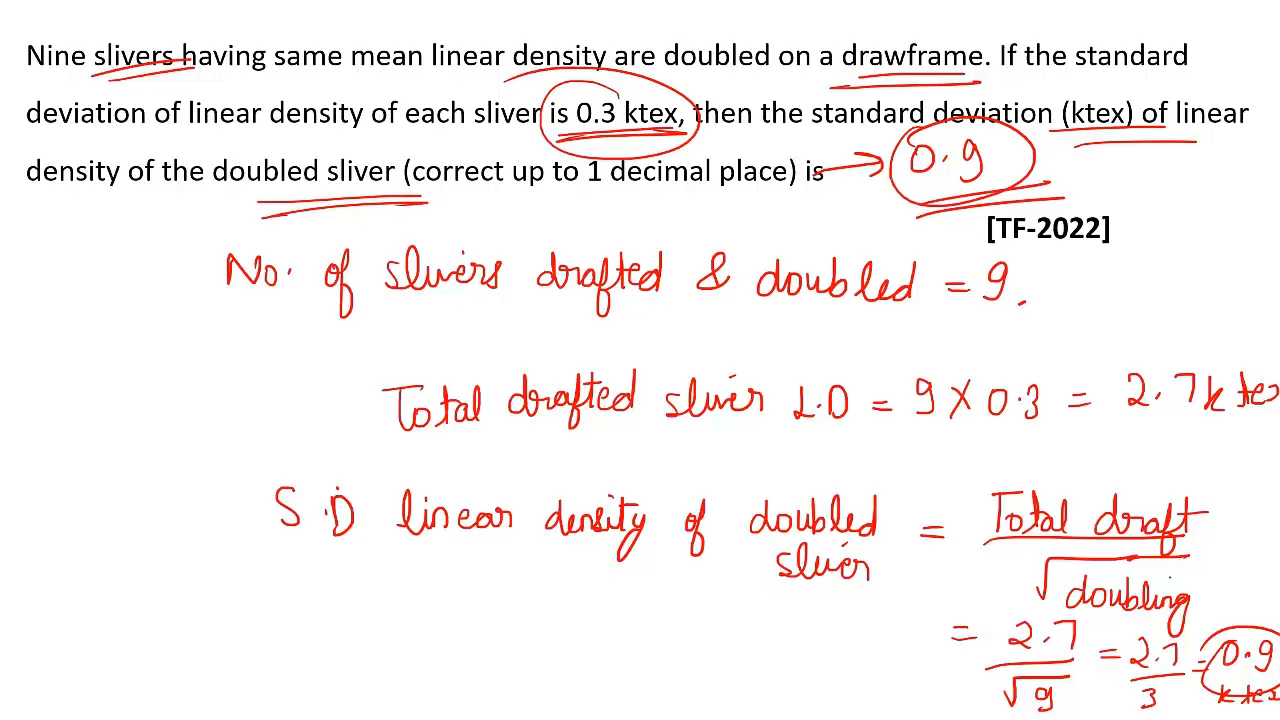 Nine slivers having same mean linear density are doubled on a drawframe. If the standard
deviation of linear density of each sliver is 0.3 ktex, then the standard deviation (ktex) of linear
density of the doubled sliver (correct up to 1 decimal place) is → 0.9
[TF-2022]
No. of slivers drafted & doubled = 9.
Total drafted sliver L.D = 9 × 0.3 = 2.7 ktex
S.D linear density of doubled sliver = Total draft / √doubling
= 2.7 / √9 = 2.7 / 3 = 0.9 ktex